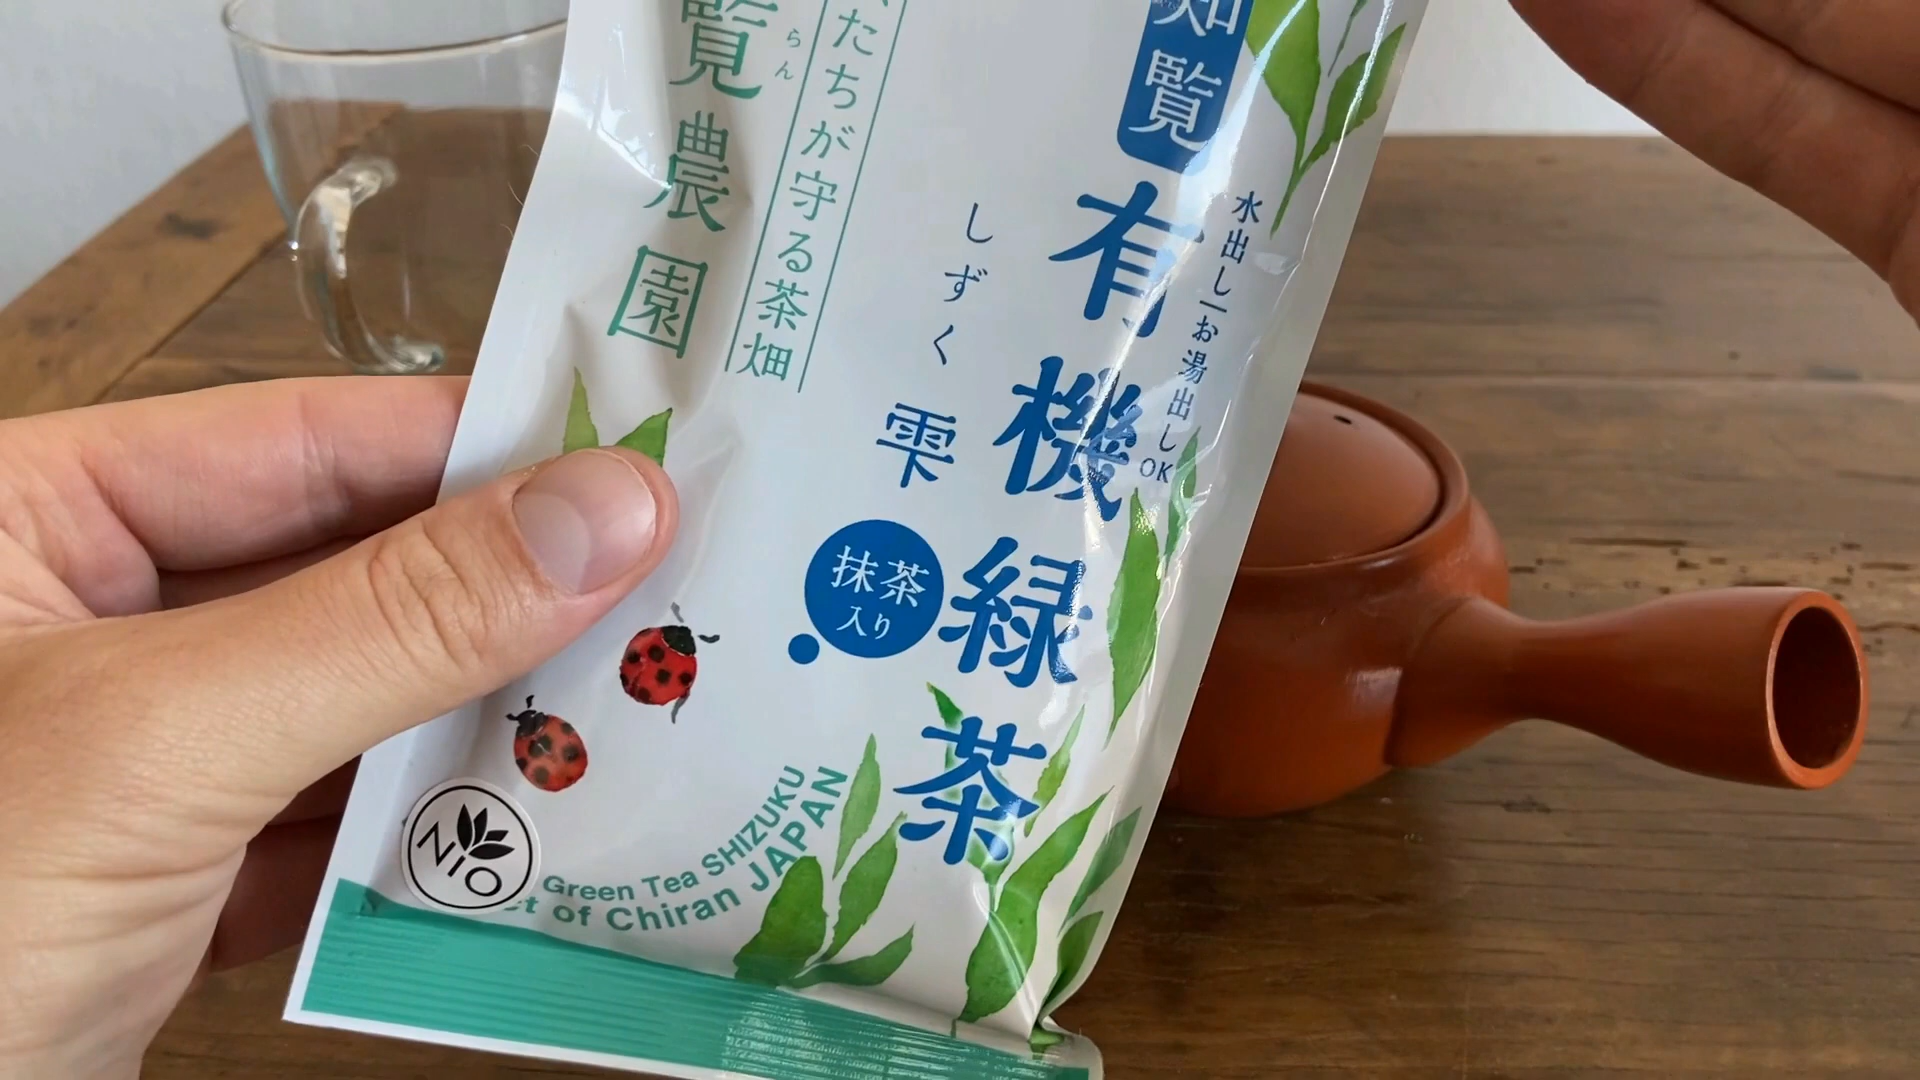 知覧
有機緑茶
水出し|お湯出しOK
しずく
雫
抹茶
入り
たちが守る茶畑
覧農園
らん
NIO
Green Tea SHIZUKU
of Chiran JAPAN